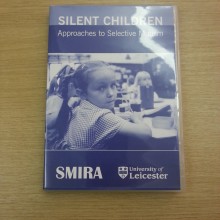 SILENT CHILDREN
Approaches to Selective Mutism
SMIRA
University of
Leicester